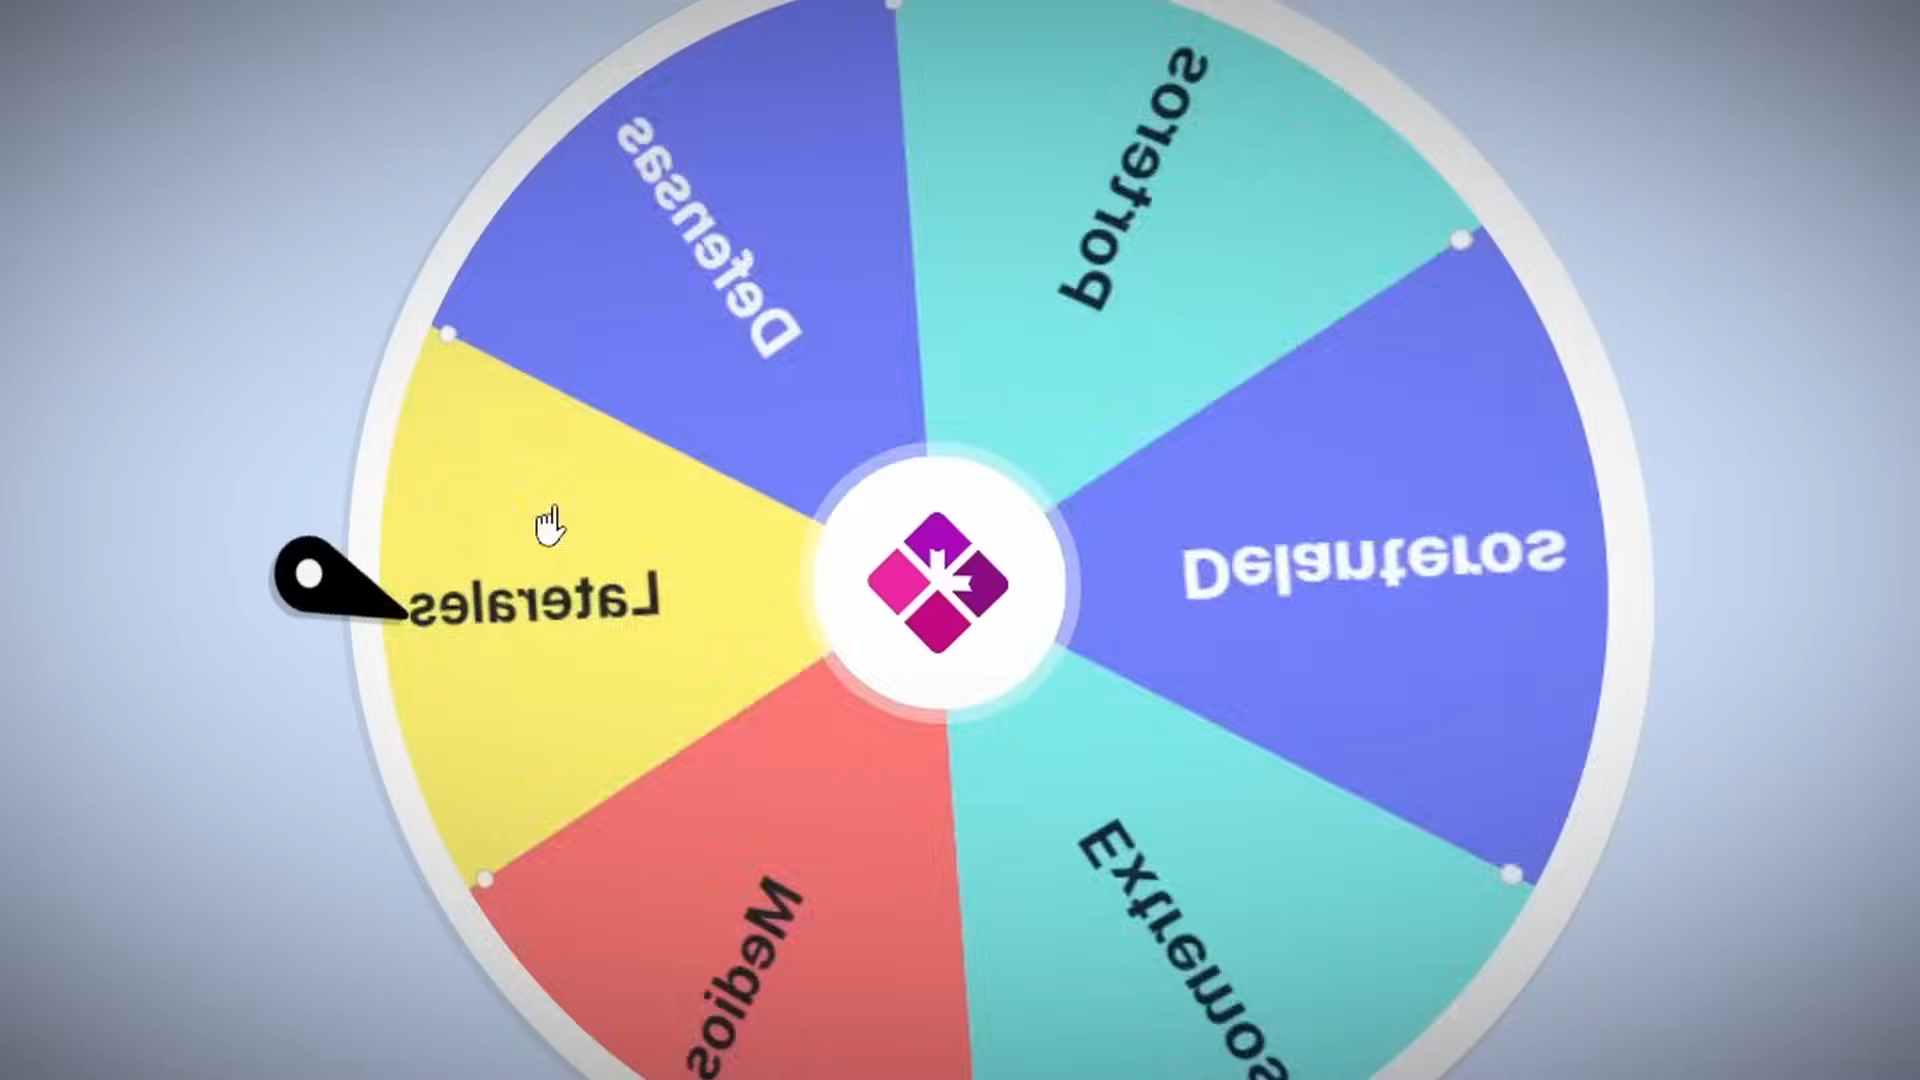 Defensas
porteros
Laterales
Delanteros
Medios
Extremos